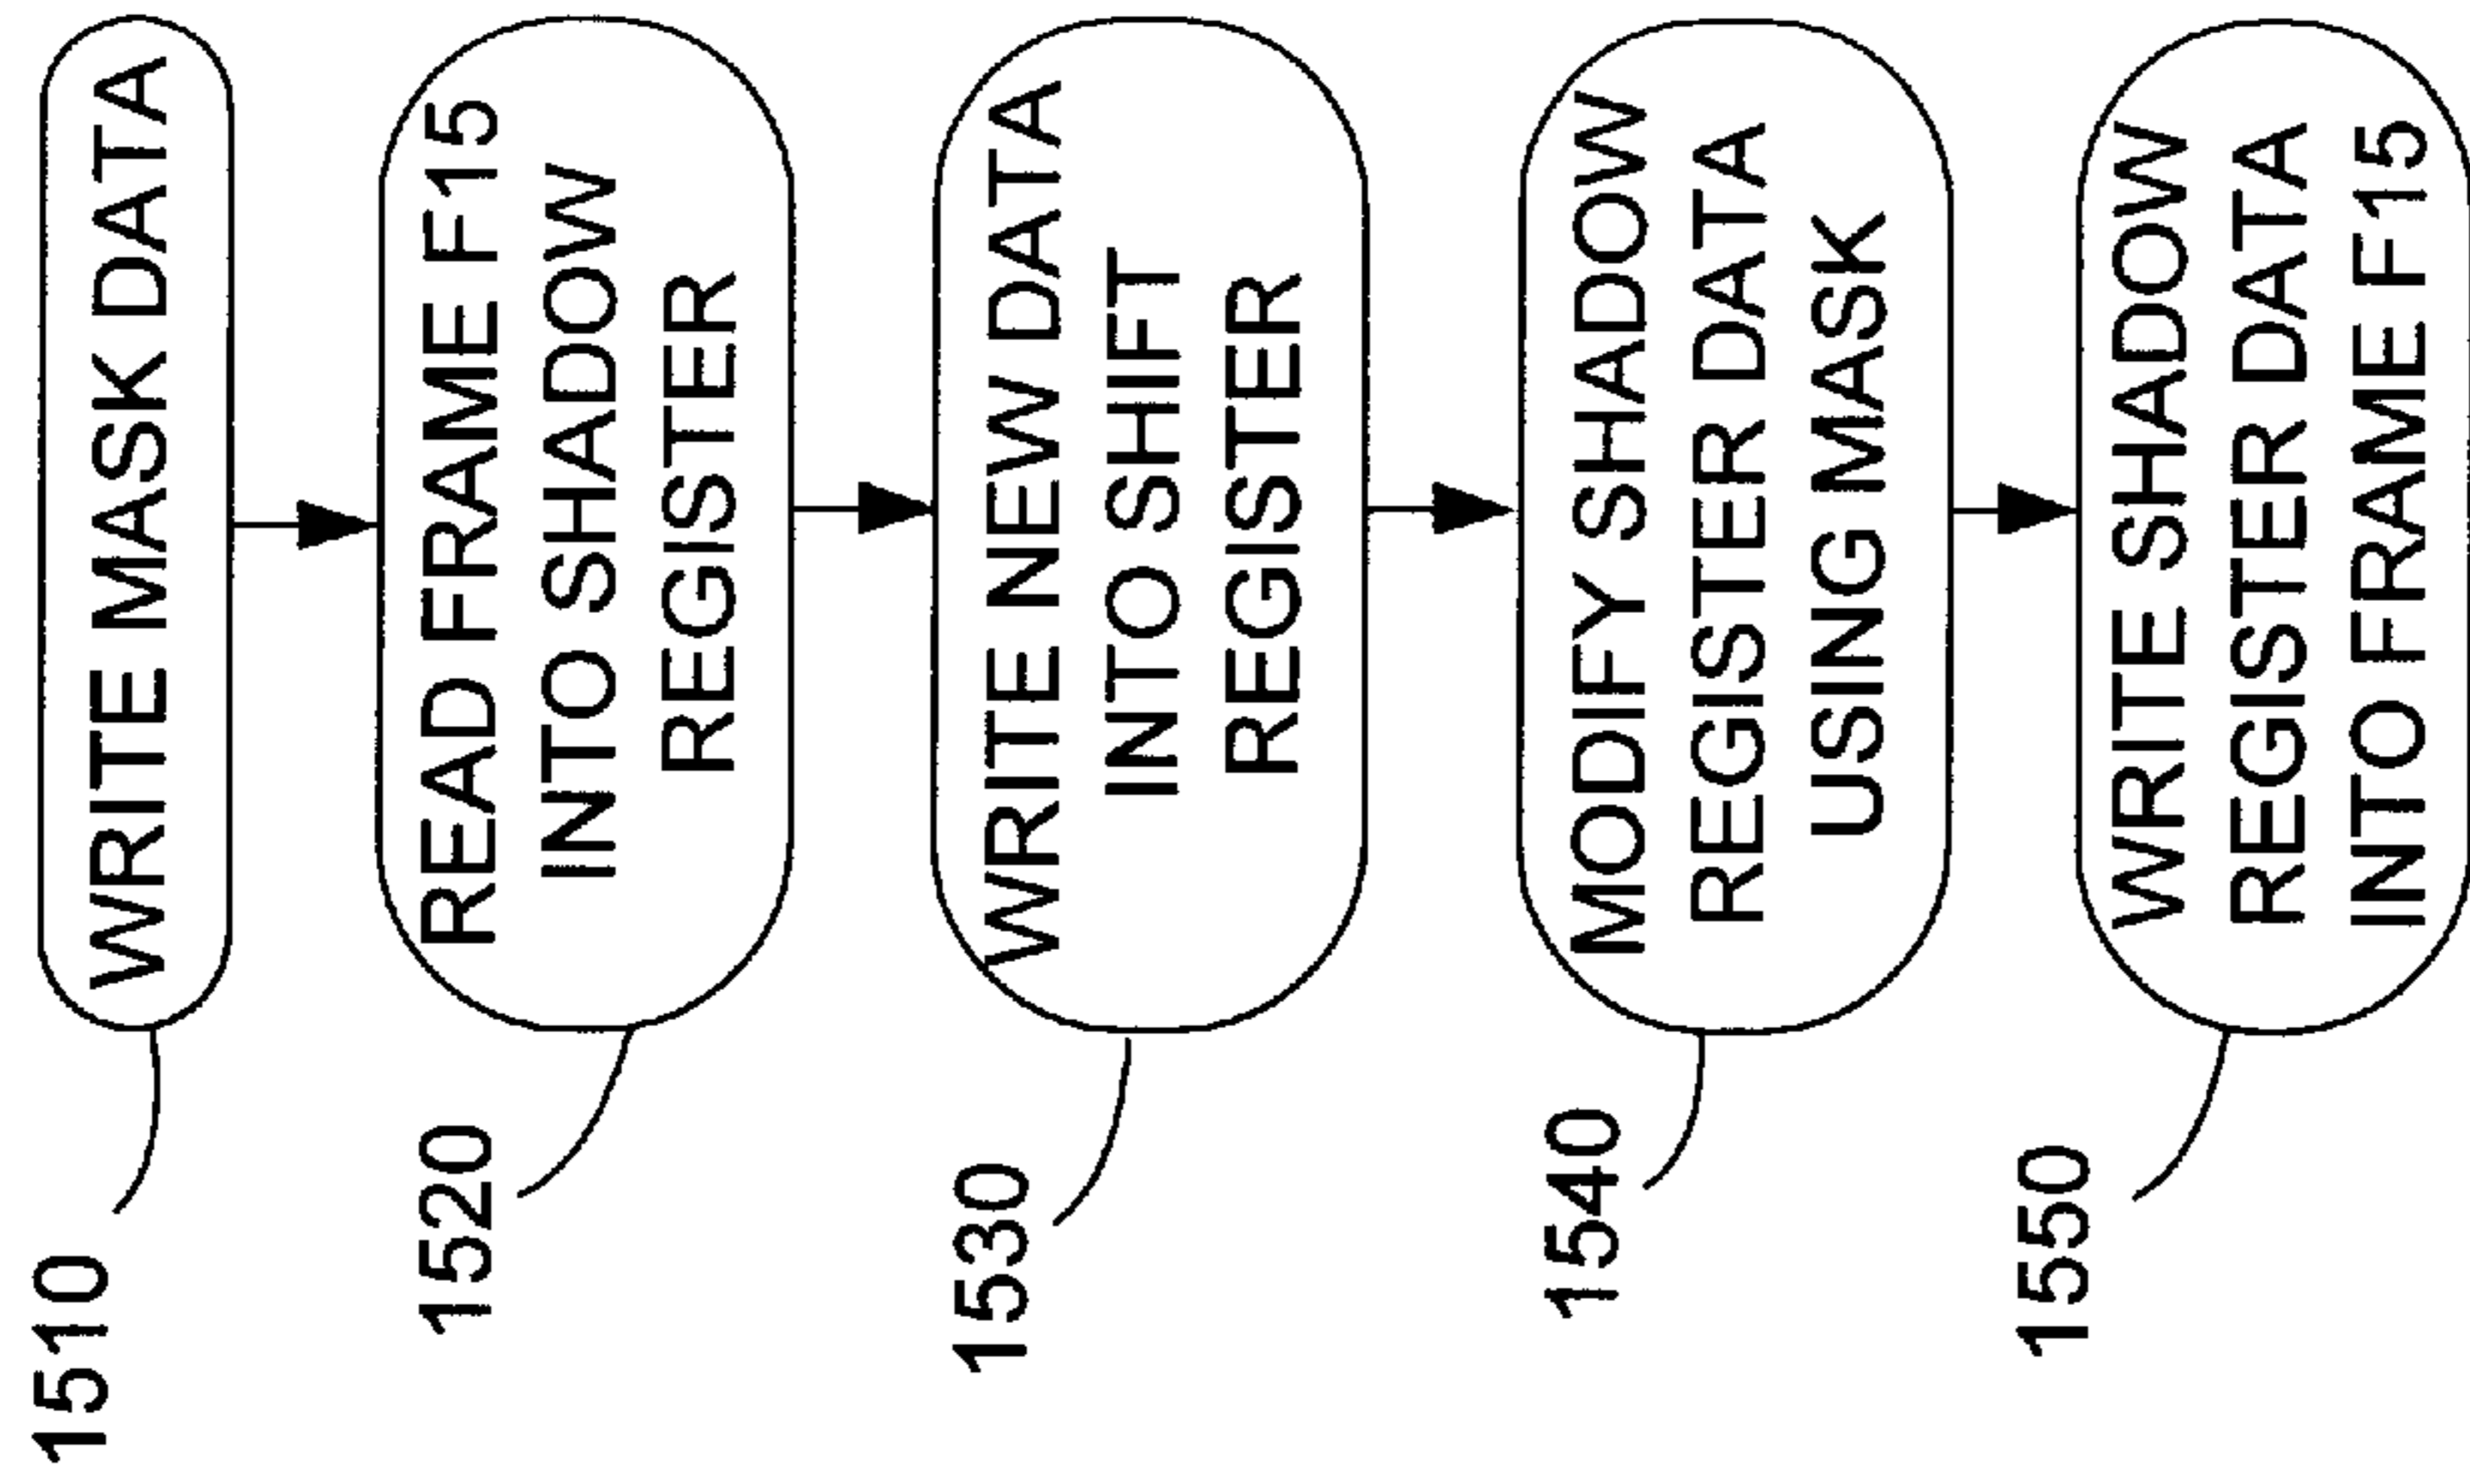 1510
WRITE MASK DATA
1520
READ FRAME F15
INTO SHADOW
REGISTER
1530
WRITE NEW DATA
INTO SHIFT
REGISTER
1540
MODIFY SHADOW
REGISTER DATA
USING MASK
1550
WRITE SHADOW
REGISTER DATA
INTO FRAME F15